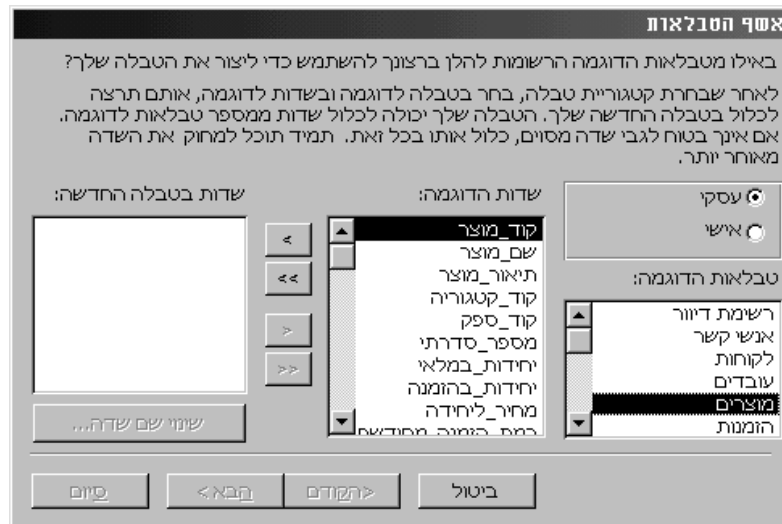 אשף הטבלאות
באילו מטבלאות הדוגמה הרשומות להלן ברצונך להשתמש כדי ליצור את הטבלה שלך?
לאחר שבחרת קטגוריית טבלה, בחר בטבלה לדוגמה ובשדות לדוגמה, אותם תרצה
לכלול בטבלה החדשה שלך. הטבלה שלך יכולה לכלול שדות ממספר טבלאות לדוגמה.
אם אינך בטוח לגבי שדה מסוים, כלול אותו בכל זאת. תמיד תוכל למחוק את השדה
מאוחר יותר.
עסקי
אישי
טבלאות הדוגמה:
רשימת דיוור
אנשי קשר
לקוחות
עובדים
מוצרים
הזמנות
שדות הדוגמה:
קוד_מוצר
שם_מוצר
תיאור_מוצר
קוד_קטגוריה
קוד_ספק
מספר_סדרתי
יחידות_במלאי
יחידות_בהזמנה
מחיר_ליחידה
>
>>
<
<<
שדות בטבלה החדשה:
שינוי שם שדה...
ביטול
<הקודם
הבא>
סיום